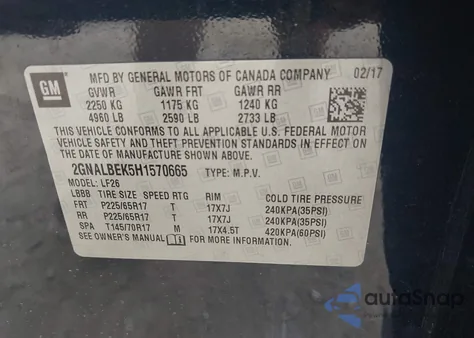 GM
MFD BY GENERAL MOTORS OF CANADA COMPANY 02/17
GVWR GAWR FRT GAWR RR
2250 KG 1175 KG 1240 KG
4960 LB 2590 LB 2733 LB
THIS VEHICLE CONFORMS TO ALL APPLICABLE U.S. FEDERAL MOTOR
VEHICLE SAFETY, BUMPER, AND THEFT PREVENTION STANDARDS IN EFFECT ON
THE DATE OF MANUFACTURE SHOWN ABOVE.
2GNALBEK5H1570665 TYPE: M.P.V.
MODEL: LF26
LBBB TIRE SIZE SPEED RTG RIM COLD TIRE PRESSURE
FRT P225/65R17 T 17X7J 240KPA(35PSI)
RR P225/65R17 T 17X7J 240KPA(35PSI)
SPA T145/70R17 M 17X4.5T 420KPA(60PSI)
SEE OWNER'S MANUAL FOR ADDITIONAL INFORMATION.
autoSnap